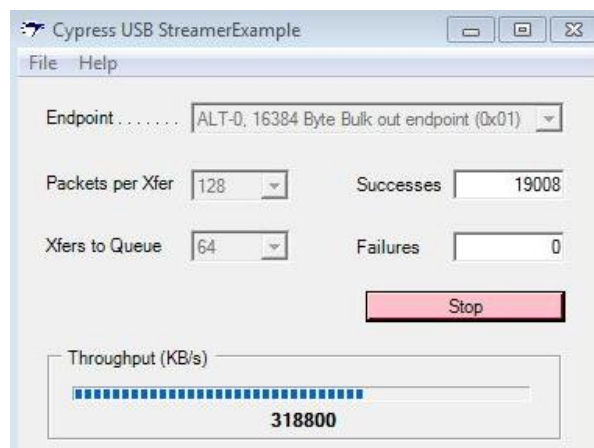 Cypress USB StreamerExample
File Help
Endpoint ....... ALT-0, 16384 Byte Bulk out endpoint (0x01)
Packets per Xfer 128 Successes 19008
Xfers to Queue 64 Failures 0
Stop
Throughput (KB/s)
318800